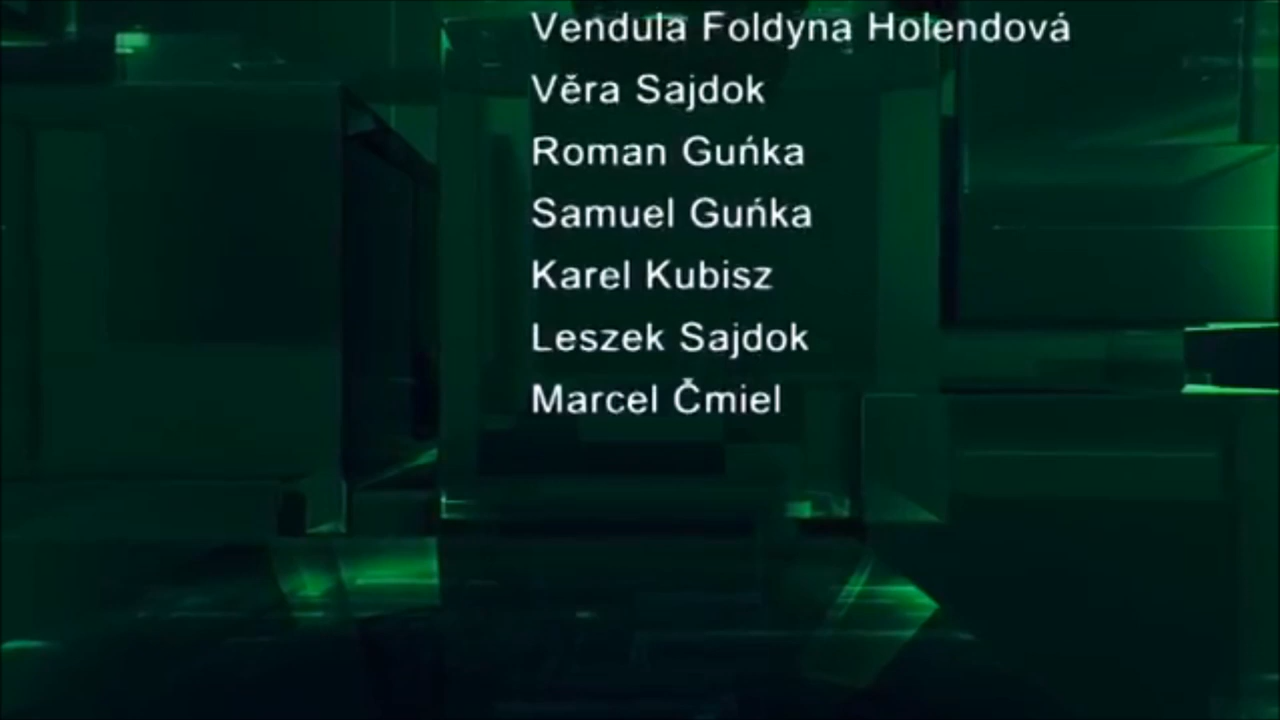 Vendula Foldyna Holendová
Věra Sajdok
Roman Guńka
Samuel Guńka
Karel Kubisz
Leszek Sajdok
Marcel Čmiel